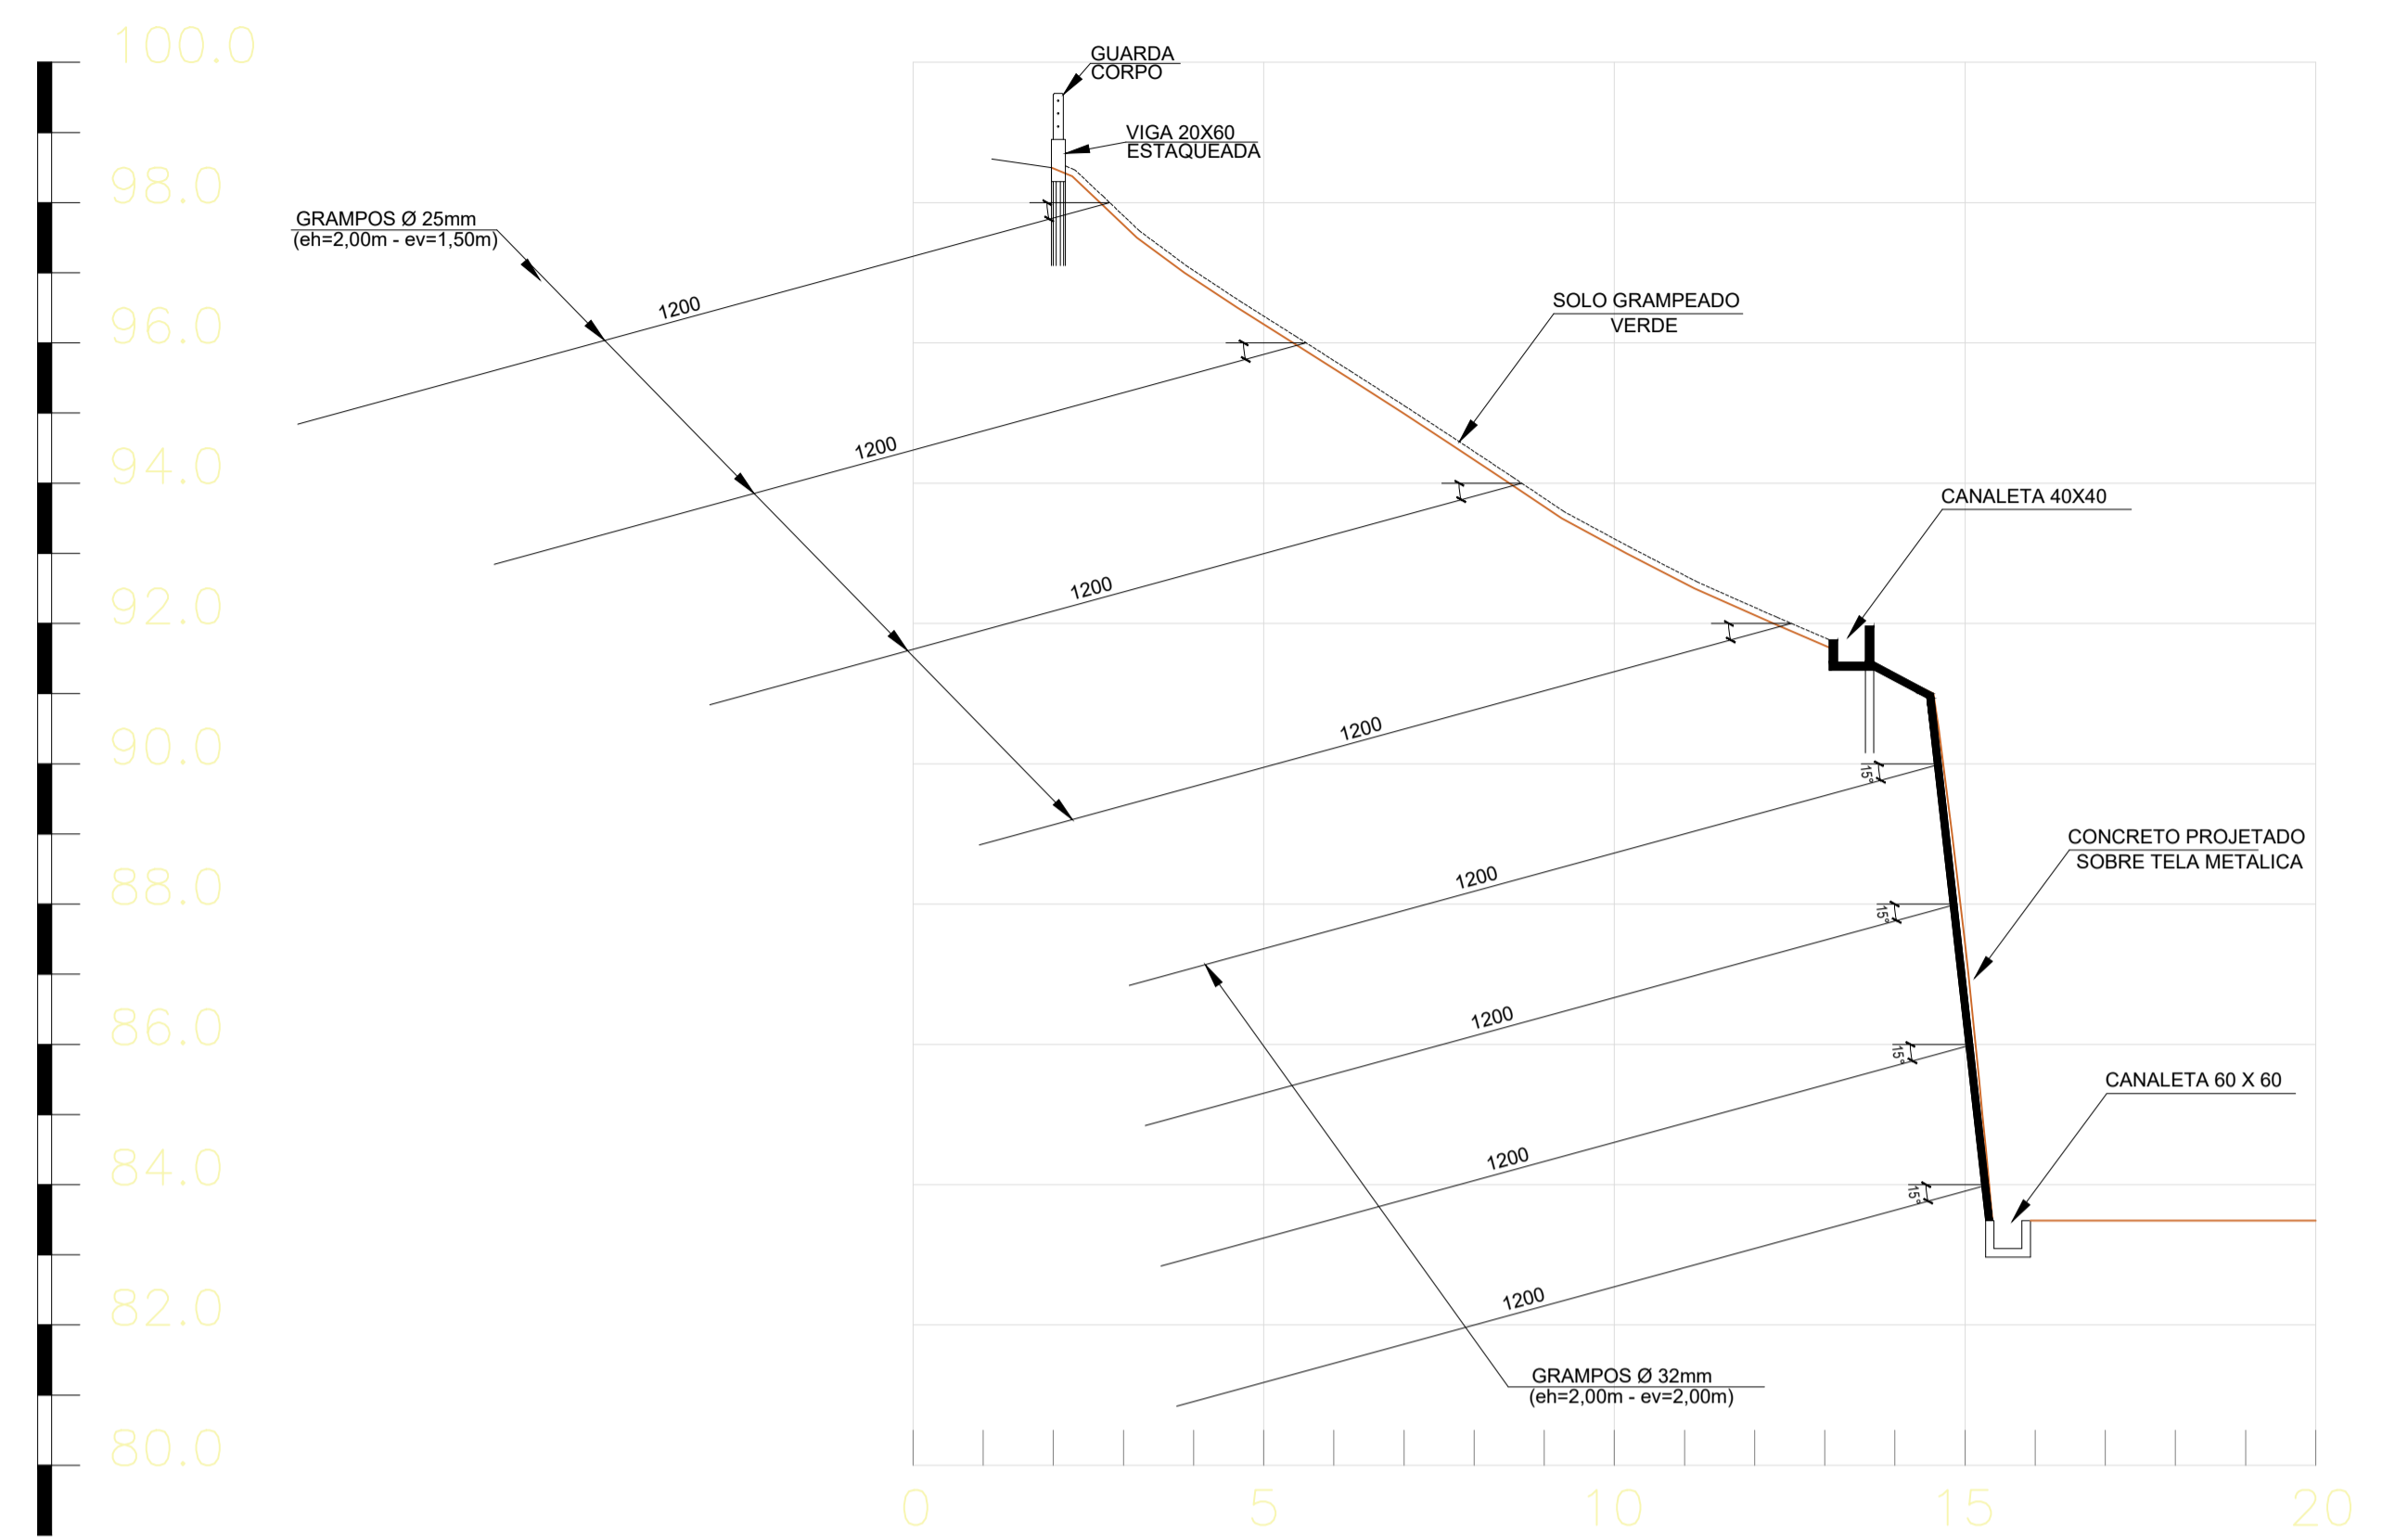 100.0
GUARDA
CORPO
VIGA 20X60
ESTAQUEADA
98.0
GRAMPOS Ø 25mm
(eh=2,00m - ev=1,50m)
1200
SOLO GRAMPEADO
VERDE
96.0
1200
94.0
CANALETA 40X40
1200
92.0
1200
90.0
15°
CONCRETO PROJETADO
SOBRE TELA METALICA
1200
88.0
15°
1200
86.0
15°
CANALETA 60 X 60
1200
84.0
15°
1200
82.0
GRAMPOS Ø 32mm
(eh=2,00m - ev=2,00m)
80.0
0
5
10
15
20